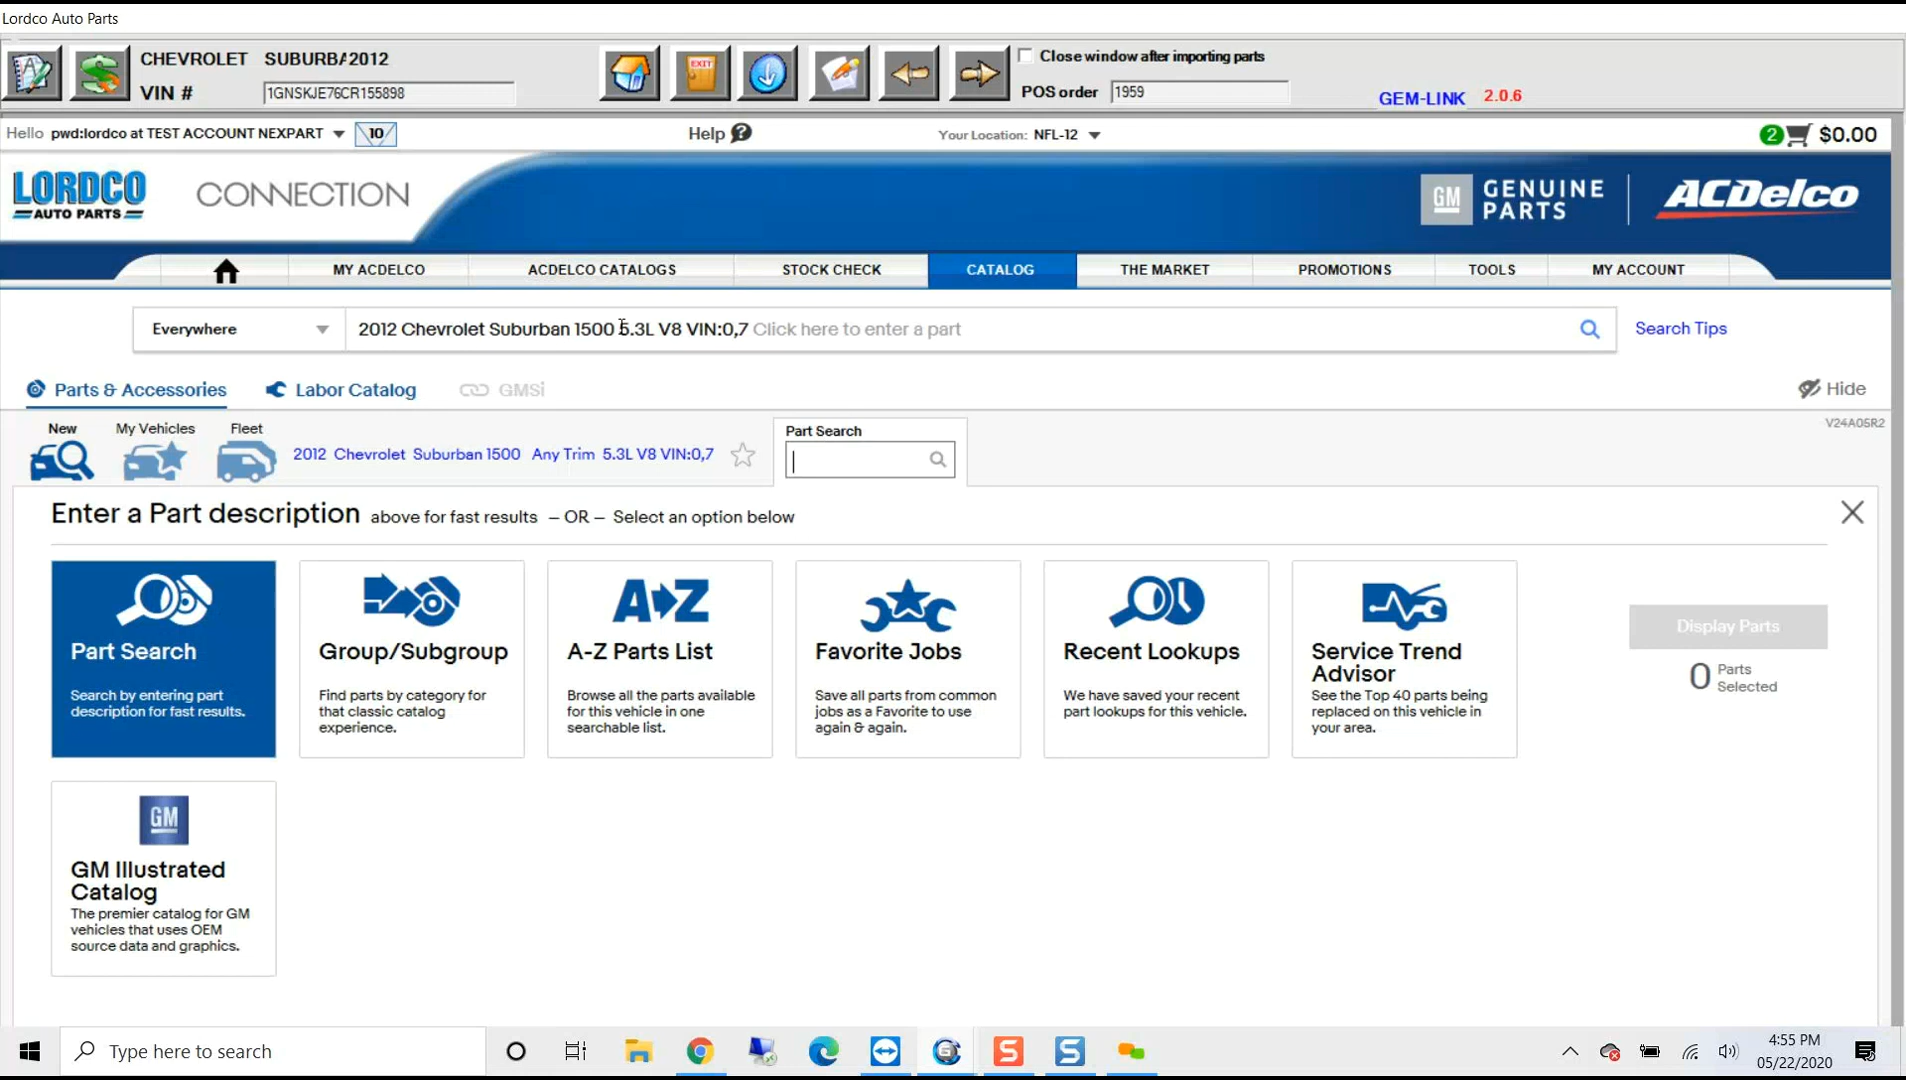 Lordco Auto Parts
CHEVROLET SUBURBA2012
VIN # 1GNSKJE76CR155898
EXIT
Close window after importing parts
POS order 1959
GEM-LINK 2.0.6
Hello pwd:lordco at TEST ACCOUNT NEXPART 10
Help ?
Your Location: NFL-12
2 $0.00
LORDCO
AUTO PARTS
CONNECTION
GM GENUINE PARTS
ACDelco
MY ACDELCO ACDELCO CATALOGS STOCK CHECK CATALOG THE MARKET PROMOTIONS TOOLS MY ACCOUNT
Everywhere 2012 Chevrolet Suburban 1500 5.3L V8 VIN:0,7 Click here to enter a part Search Tips
Parts & Accessories Labor Catalog GMSi Hide
V24A05R2
New My Vehicles Fleet
2012 Chevrolet Suburban 1500 Any Trim 5.3L V8 VIN:0,7
Part Search
Enter a Part description above for fast results – OR – Select an option below
Part Search
Search by entering part
description for fast results.
Group/Subgroup
Find parts by category for
that classic catalog
experience.
A Z
A-Z Parts List
Browse all the parts available
for this vehicle in one
searchable list.
Favorite Jobs
Save all parts from common
jobs as a Favorite to use
again & again.
Recent Lookups
We have saved your recent
part lookups for this vehicle.
Service Trend
Advisor
See the Top 40 parts being
replaced on this vehicle in
your area.
Display Parts
0 Parts Selected
GM
GM Illustrated
Catalog
The premier catalog for GM
vehicles that uses OEM
source data and graphics.
Type here to search
S S
4:55 PM
05/22/2020